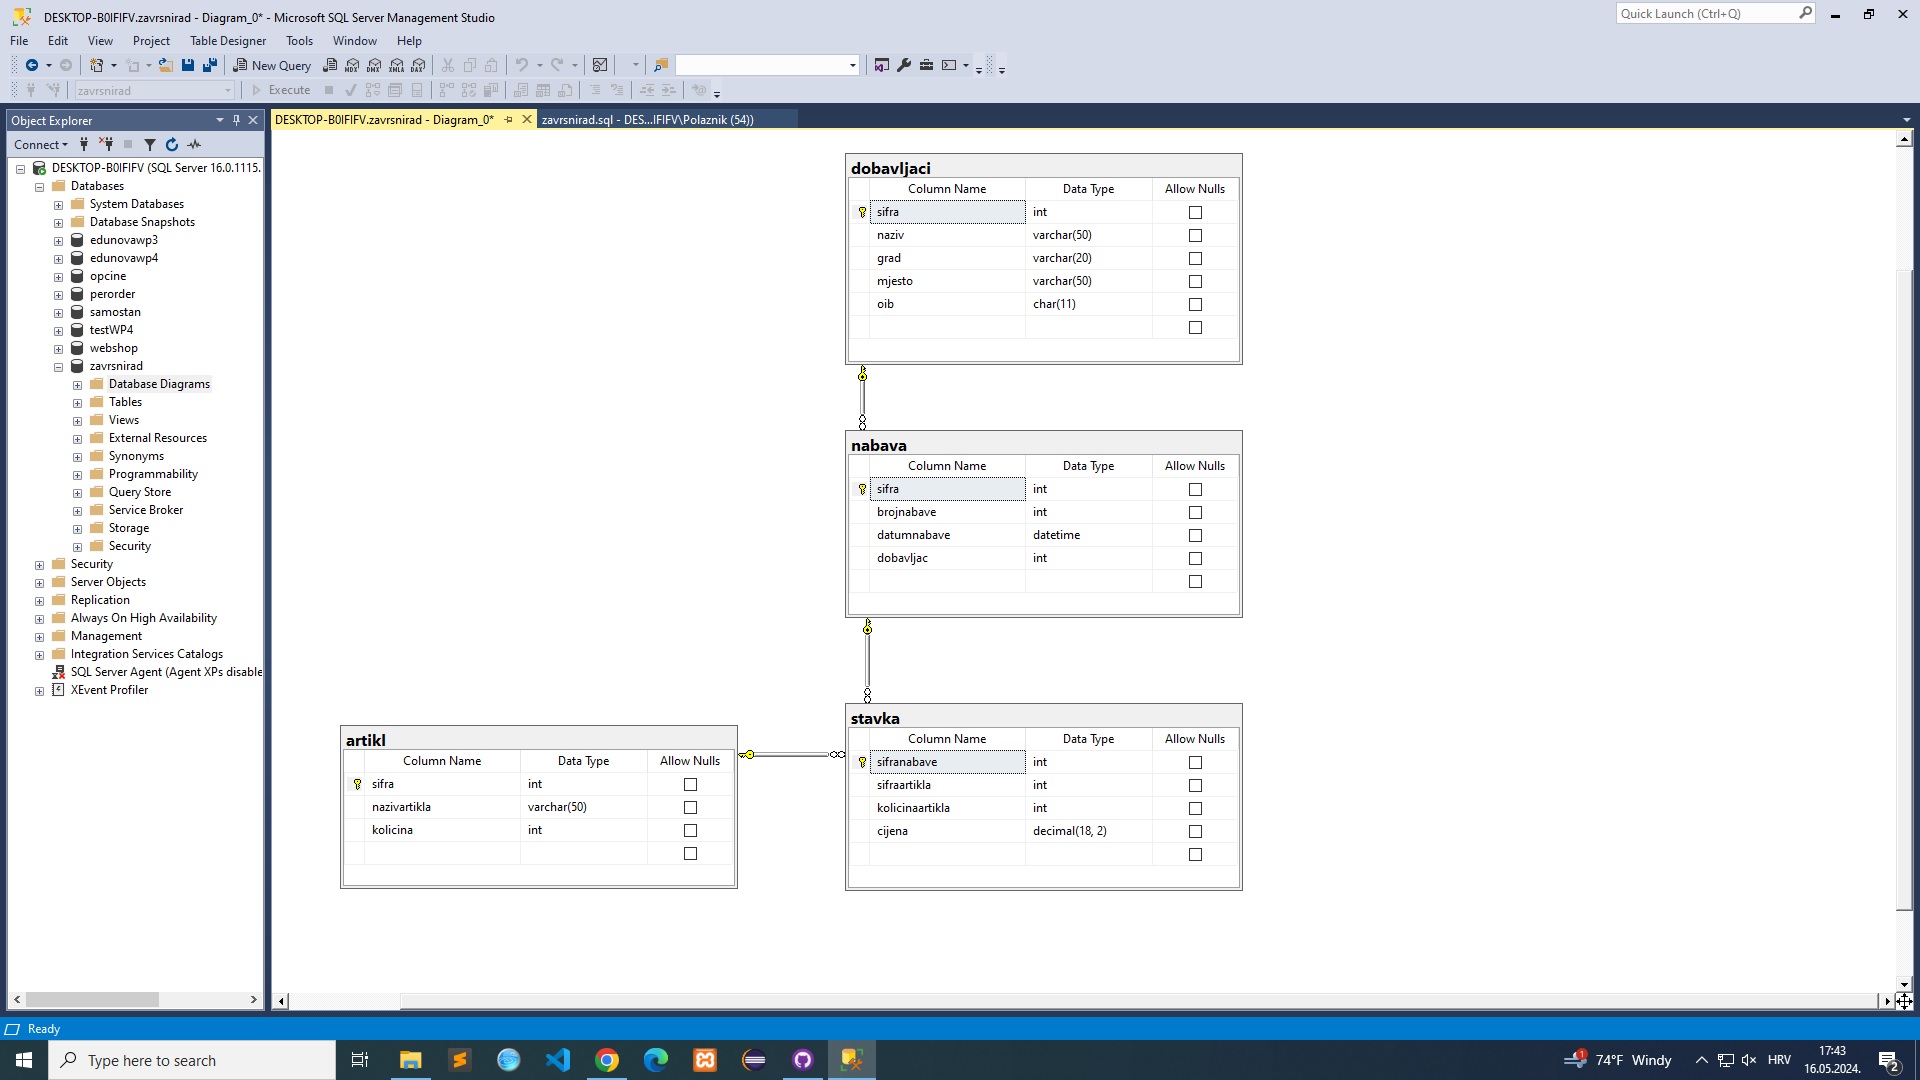 DESKTOP-B0IFIFV.zavrsnirad - Diagram_0* - Microsoft SQL Server Management Studio
Quick Launch (Ctrl+Q)
File Edit View Project Table Designer Tools Window Help
New Query
MDX DMX XMLA DAX
zavrsnirad
Execute
Object Explorer
DESKTOP-B0IFIFV.zavrsnirad - Diagram_0*
zavrsnirad.sql - DES...IFIFV\Polaznik (54))
Connect
DESKTOP-B0IFIFV (SQL Server 16.0.1115.
Databases
System Databases
Database Snapshots
edunovawp3
edunovawp4
opcine
perorder
samostan
testWP4
webshop
zavrsnirad
Database Diagrams
Tables
Views
External Resources
Synonyms
Programmability
Query Store
Service Broker
Storage
Security
Security
Server Objects
Replication
Always On High Availability
Management
Integration Services Catalogs
SQL Server Agent (Agent XPs disable
XEvent Profiler
dobavljaci
Column Name Data Type Allow Nulls
sifra int
naziv varchar(50)
grad varchar(20)
mjesto varchar(50)
oib char(11)
nabava
Column Name Data Type Allow Nulls
sifra int
brojnabave int
datumnabave datetime
dobavljac int
artikl
Column Name Data Type Allow Nulls
sifra int
nazivartikla varchar(50)
kolicina int
stavka
Column Name Data Type Allow Nulls
sifranabave int
sifraartikla int
kolicinaartikla int
cijena decimal(18, 2)
Ready
Type here to search
1
74°F Windy
HRV
17:43
16.05.2024.
2